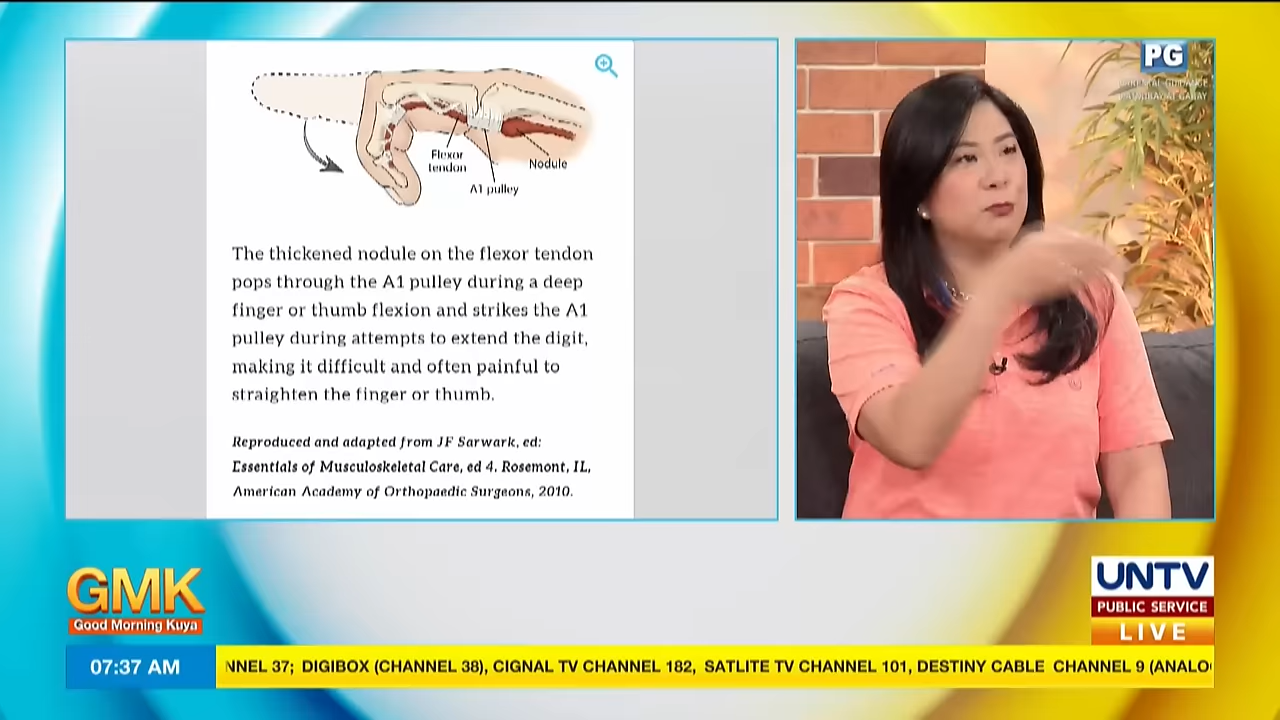 PG
PARENTAL GUIDANCE
Flexor
tendon
Nodule
A1 pulley
The thickened nodule on the flexor tendon
pops through the A1 pulley during a deep
finger or thumb flexion and strikes the A1
pulley during attempts to extend the digit,
making it difficult and often painful to
straighten the finger or thumb.
Reproduced and adapted from JF Sarwark, ed:
Essentials of Musculoskeletal Care, ed 4. Rosemont, IL,
American Academy of Orthopaedic Surgeons, 2010.
GMK
Good Morning Kuya
UNTV
PUBLIC SERVICE
LIVE
07:37 AM
NNEL 37; DIGIBOX (CHANNEL 38), CIGNAL TV CHANNEL 182, SATLITE TV CHANNEL 101, DESTINY CABLE CHANNEL 9 (ANALO